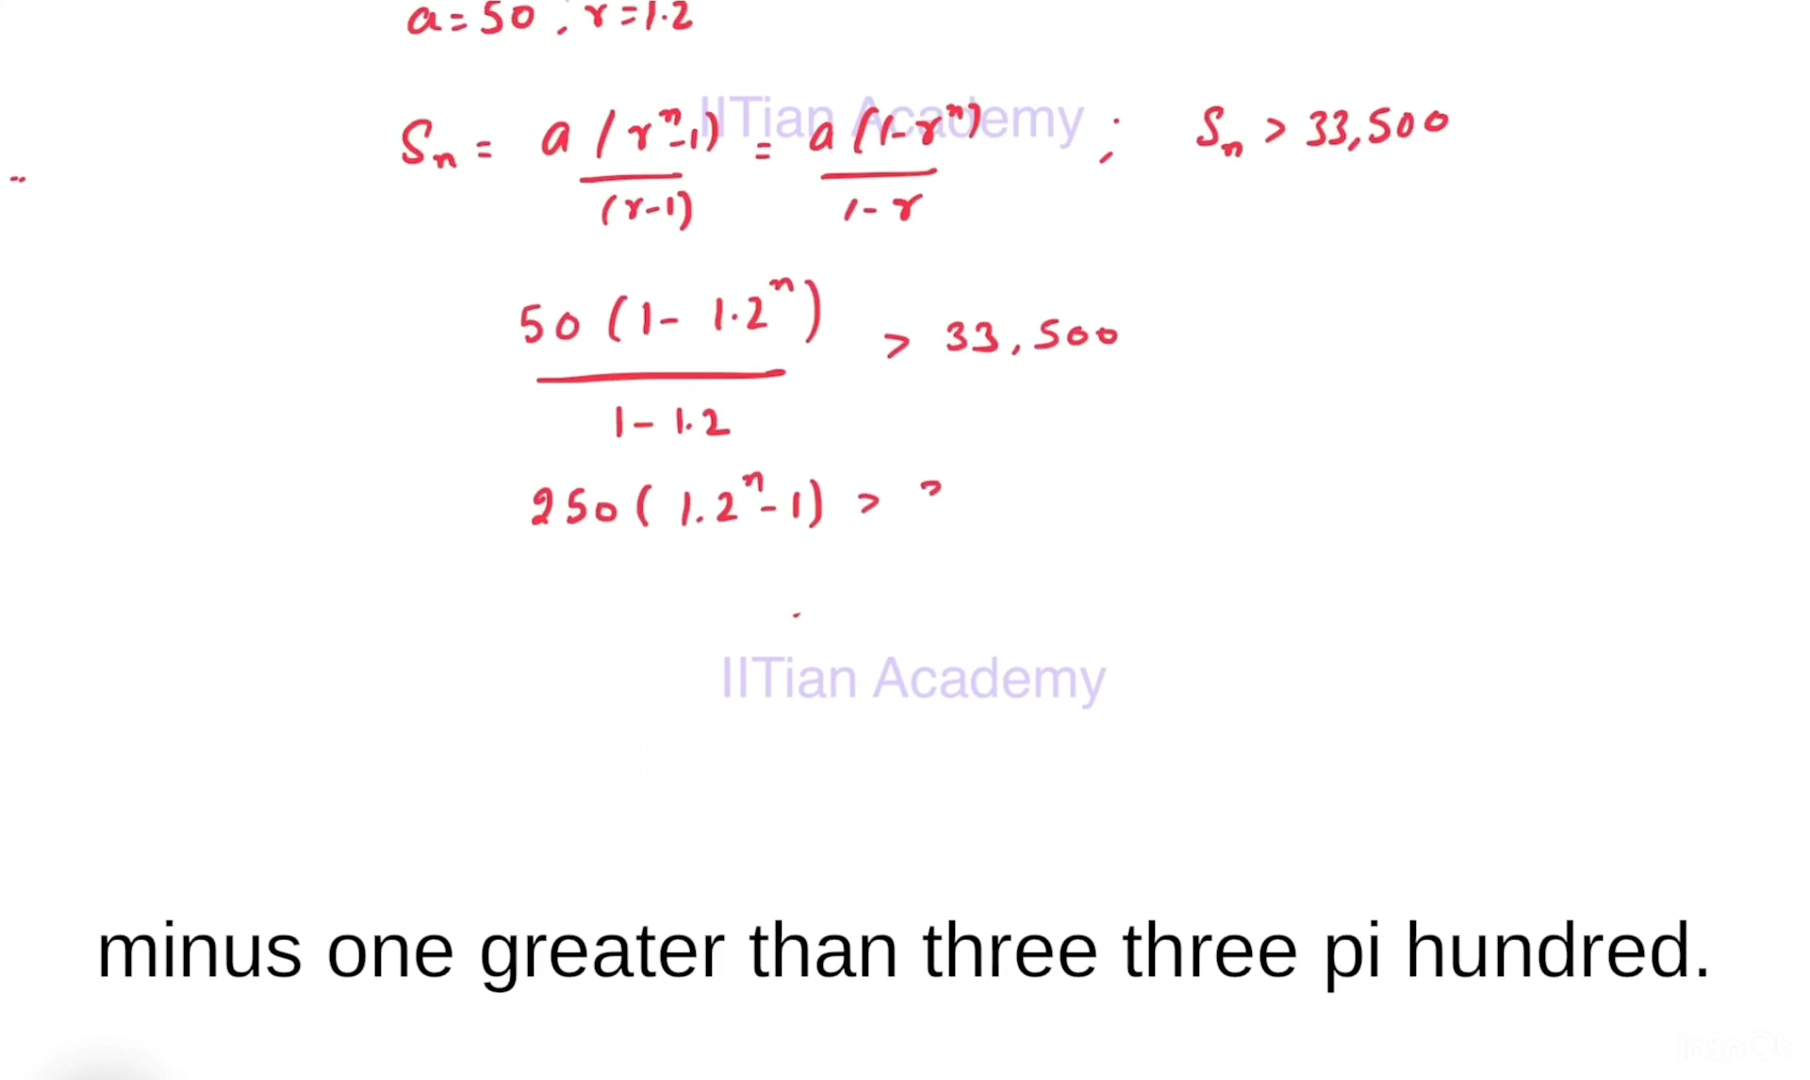 a = 50 , r = 1.2
IITian Academy
Sn = a (r^n - 1) / (r - 1) = a (1 - r^n) / 1 - r ; Sn > 33,500
50 (1 - 1.2^n) / 1 - 1.2 > 33,500
250 ( 1.2^n - 1) >
IITian Academy
minus one greater than three three pi hundred.